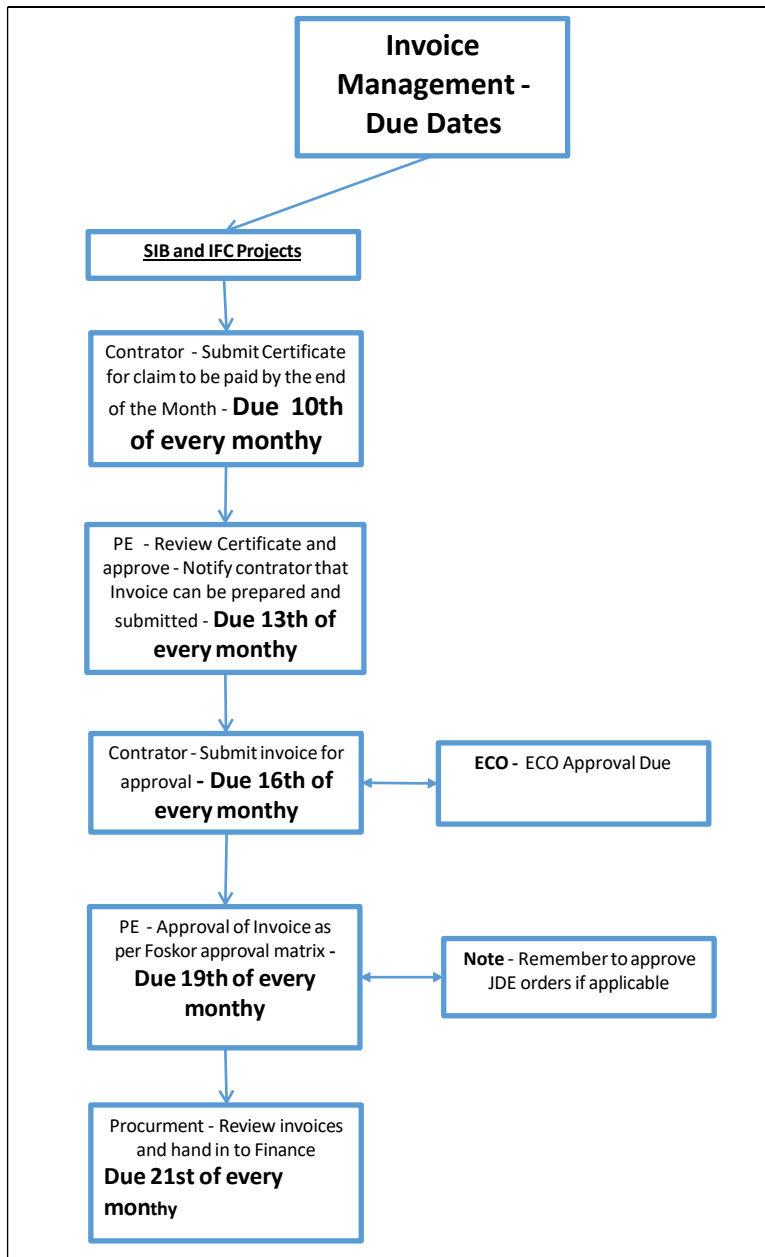 Invoice
Management -
Due Dates
SIB and IFC Projects
Contrator - Submit Certificate
for claim to be paid by the end
of the Month - Due 10th
of every monthy
PE - Review Certificate and
approve - Notify contrator that
Invoice can be prepared and
submitted - Due 13th of
every monthy
Contrator - Submit invoice for
approval - Due 16th of
every monthy
ECO - ECO Approval Due
PE - Approval of Invoice as
per Foskor approval matrix -
Due 19th of every
monthy
Note - Remember to approve
JDE orders if applicable
Procurment - Review invoices
and hand in to Finance
Due 21st of every
monthy